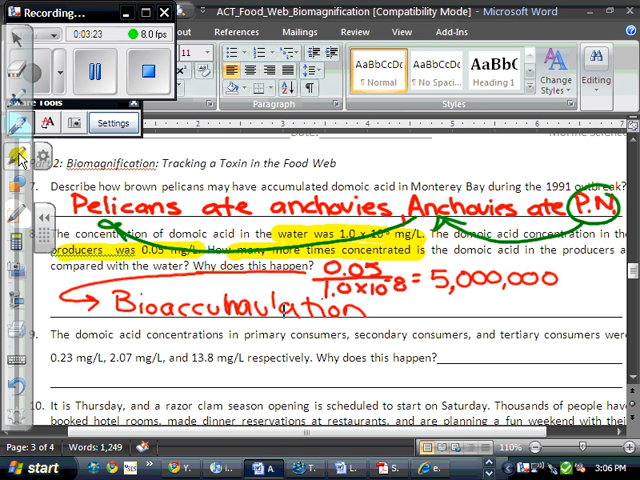 Recording...
ACT_Food_Web_Biomagnification [Compatibility Mode] - Microsoft Word
00:03:23
8.0 fps
References
Mailings
Review
View
Add-Ins
11
AaBbCcDc
AaBbCcDc
AaBbCc
¶ Normal
¶ No Spaci...
Heading 1
Change
Styles
Editing
Paragraph
Styles
Tools
Settings
Date:
2: Biomagnification: Tracking a Toxin in the Food Web
7. Describe how brown pelicans may have accumulated domoic acid in Monterey Bay during the 1991 outbreak?
Pelicans ate anchovies, Anchovies ate P.N
The concentration of domoic acid in the water was 1.0 x 10 mg/L. The domoic acid concentration in the
producers was 0.05 mg/L. How many more times concentrated is the domoic acid in the producers a
compared with the water? Why does this happen?
0.05
1.0x10-8 = 5,000,000
Bioaccuhaulation
9. The domoic acid concentrations in primary consumers, secondary consumers, and tertiary consumers were
0.23 mg/L, 2.07 mg/L, and 13.8 mg/L respectively. Why does this happen?
10. It is Thursday, and a razor clam season opening is scheduled to start on Saturday. Thousands of people have
booked hotel rooms, made dinner reservations at restaurants, and are planning a fun weekend with their
Page: 3 of 4
Words: 1,249
110%
start
3:06 PM